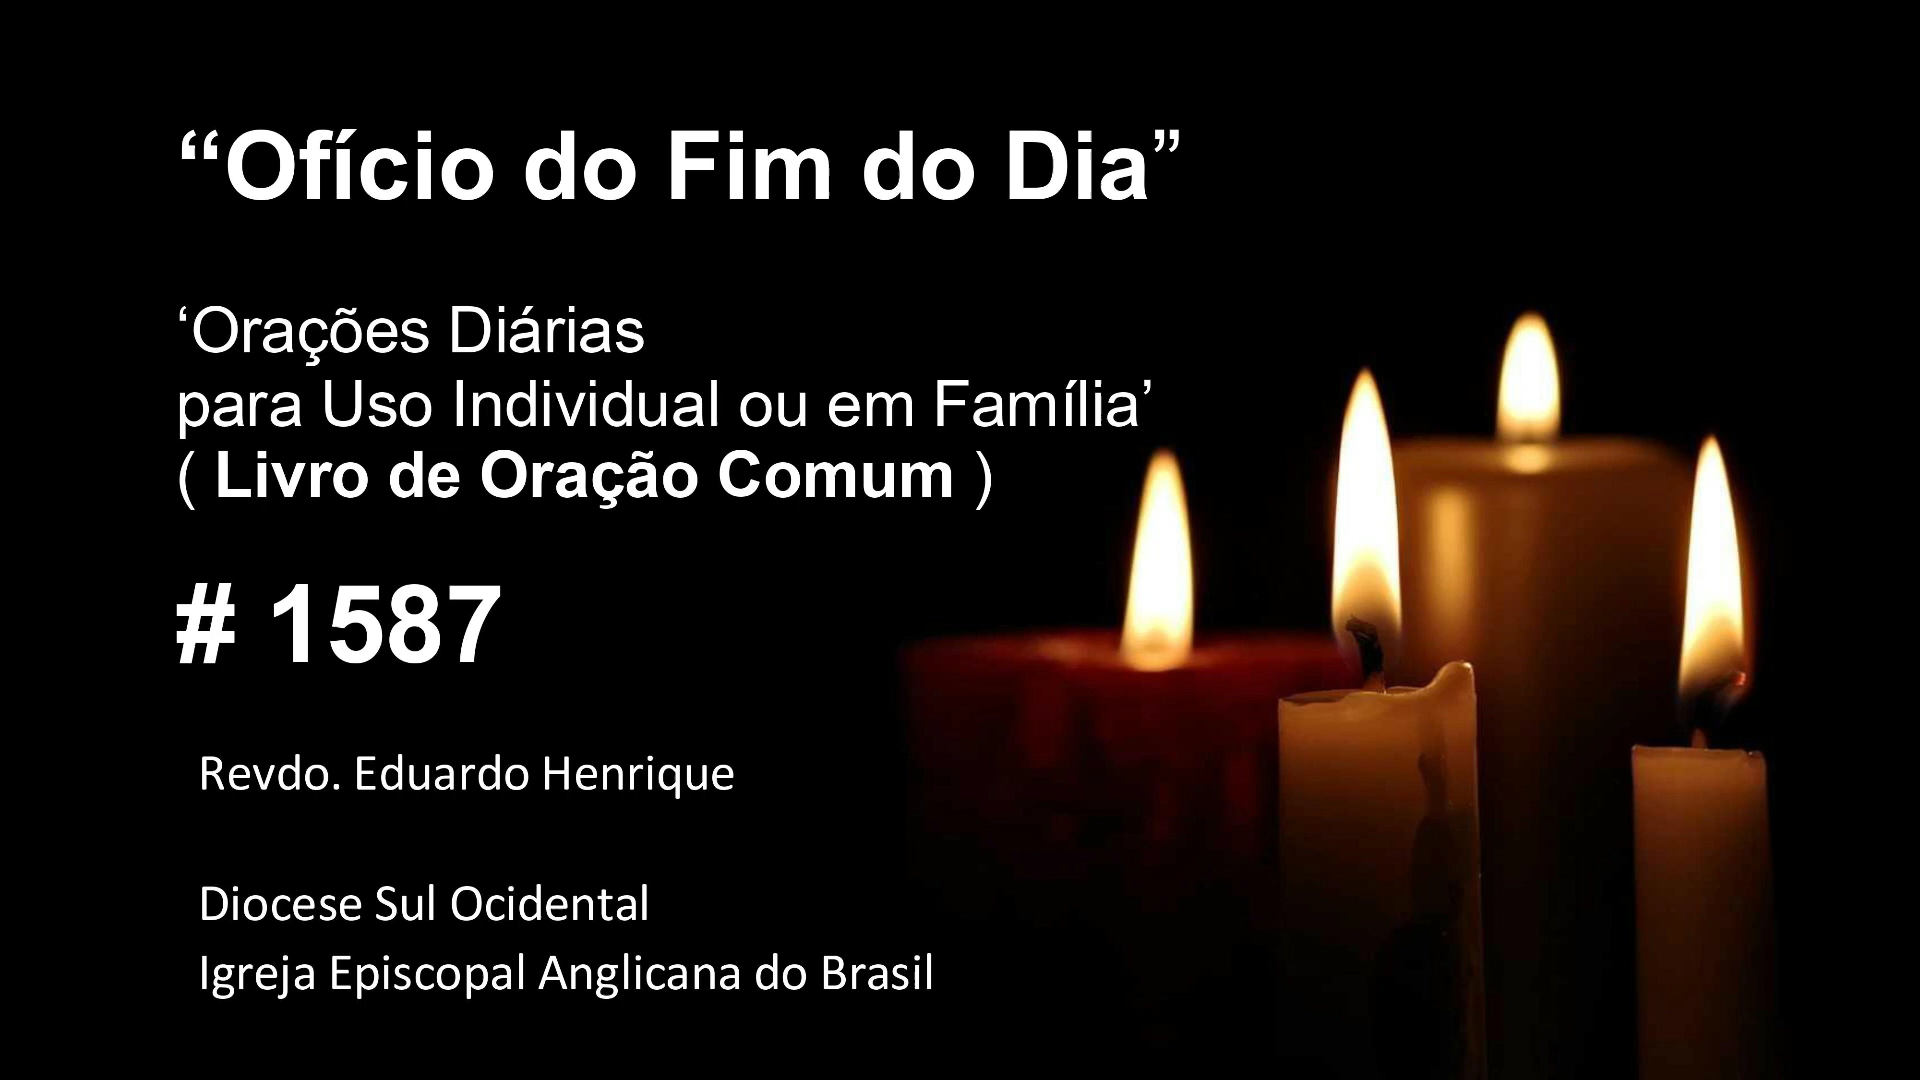 “Ofício do Fim do Dia”
‘Orações Diárias
para Uso Individual ou em Família’
( Livro de Oração Comum )
# 1587
Revdo. Eduardo Henrique
Diocese Sul Ocidental
Igreja Episcopal Anglicana do Brasil